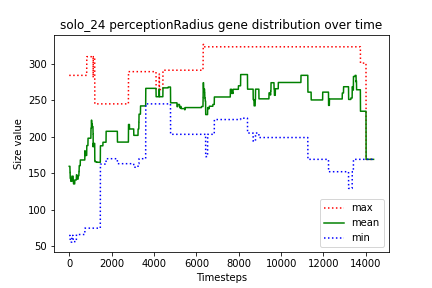 solo_24 perceptionRadius gene distribution over time
Size value
300
250
200
150
100
50
max
mean
min
0 2000 4000 6000 8000 10000 12000 14000
Timesteps